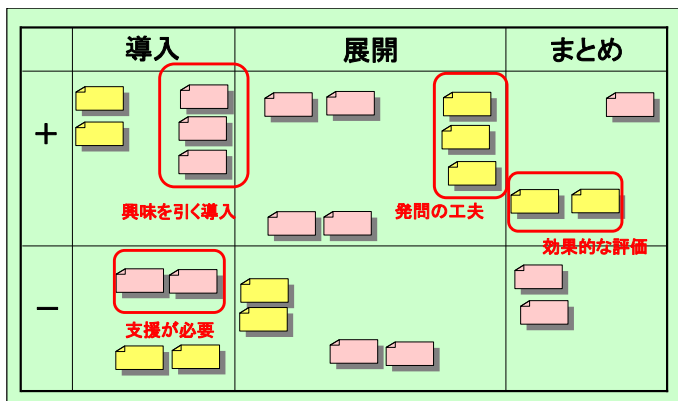 導入
展開
まとめ
＋
興味を引く導入
発問の工夫
効果的な評価
－
支援が必要